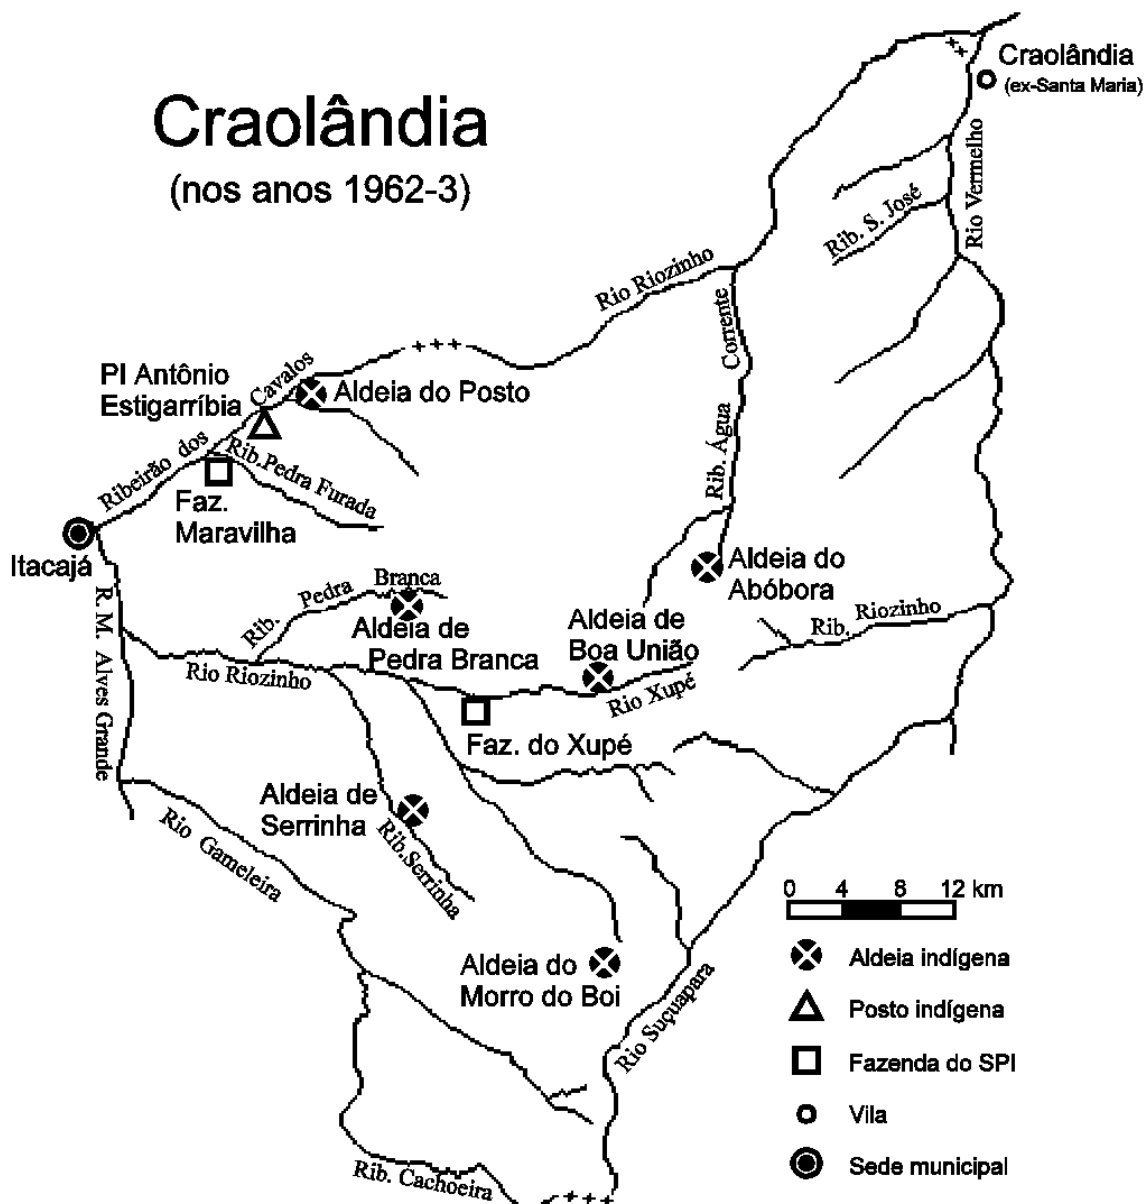 Craolândia
(nos anos 1962-3)
Craolândia
(ex-Santa Maria)
Rio Vermelho
Rib. S. José
Rio Riozinho
Corrente
Rib. Água
PI Antônio
Estigarríbia
Cavalos
Ribeirão dos
Aldeia do Posto
Rib.Pedra Furada
Faz.
Maravilha
Itacajá
R. M. Alves Grande
Aldeia do
Abóbora
Rib. Pedra Branca
Aldeia de
Pedra Branca
Aldeia de
Boa União
Rib. Riozinho
Rio Riozinho
Rio Xupé
Faz. do Xupé
Aldeia de
Serrinha
Rib.Serrinha
Rio Gameleira
Aldeia do
Morro do Boi
Rio Suçuapara
Rib. Cachoeira
0 4 8 12 km
Aldeia indígena
Posto indígena
Fazenda do SPI
Vila
Sede municipal